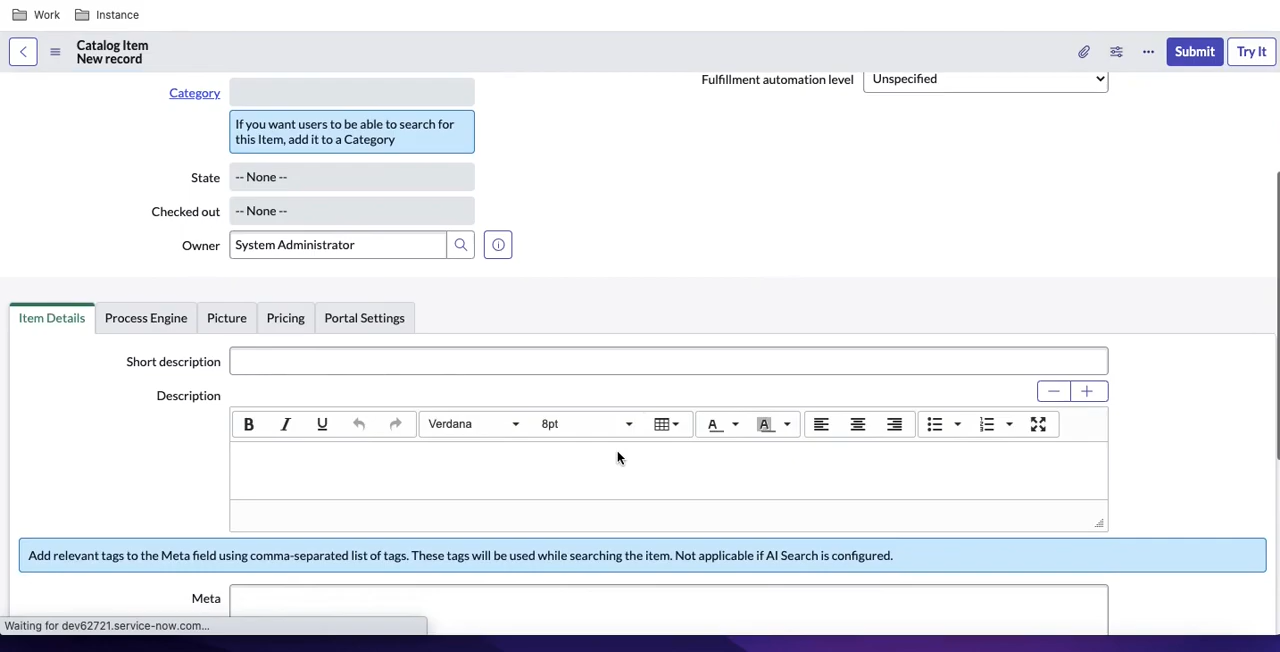 Work Instance
Catalog Item
New record
Submit Try It
Category
Fulfillment automation level Unspecified
If you want users to be able to search for
this Item, add it to a Category
State -- None --
Checked out -- None --
Owner System Administrator
Item Details Process Engine Picture Pricing Portal Settings
Short description
Description
B I U Verdana 8pt A A
Add relevant tags to the Meta field using comma-separated list of tags. These tags will be used while searching the item. Not applicable if AI Search is configured.
Meta
Waiting for dev62721.service-now.com...